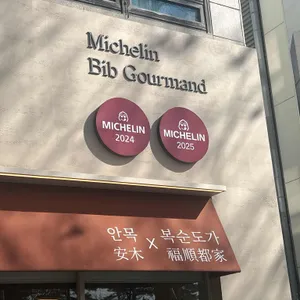 Michelin
Bib Gourmand
MICHELIN
2024
MICHELIN
2025
안목 X 복순도가
安木 福順都家